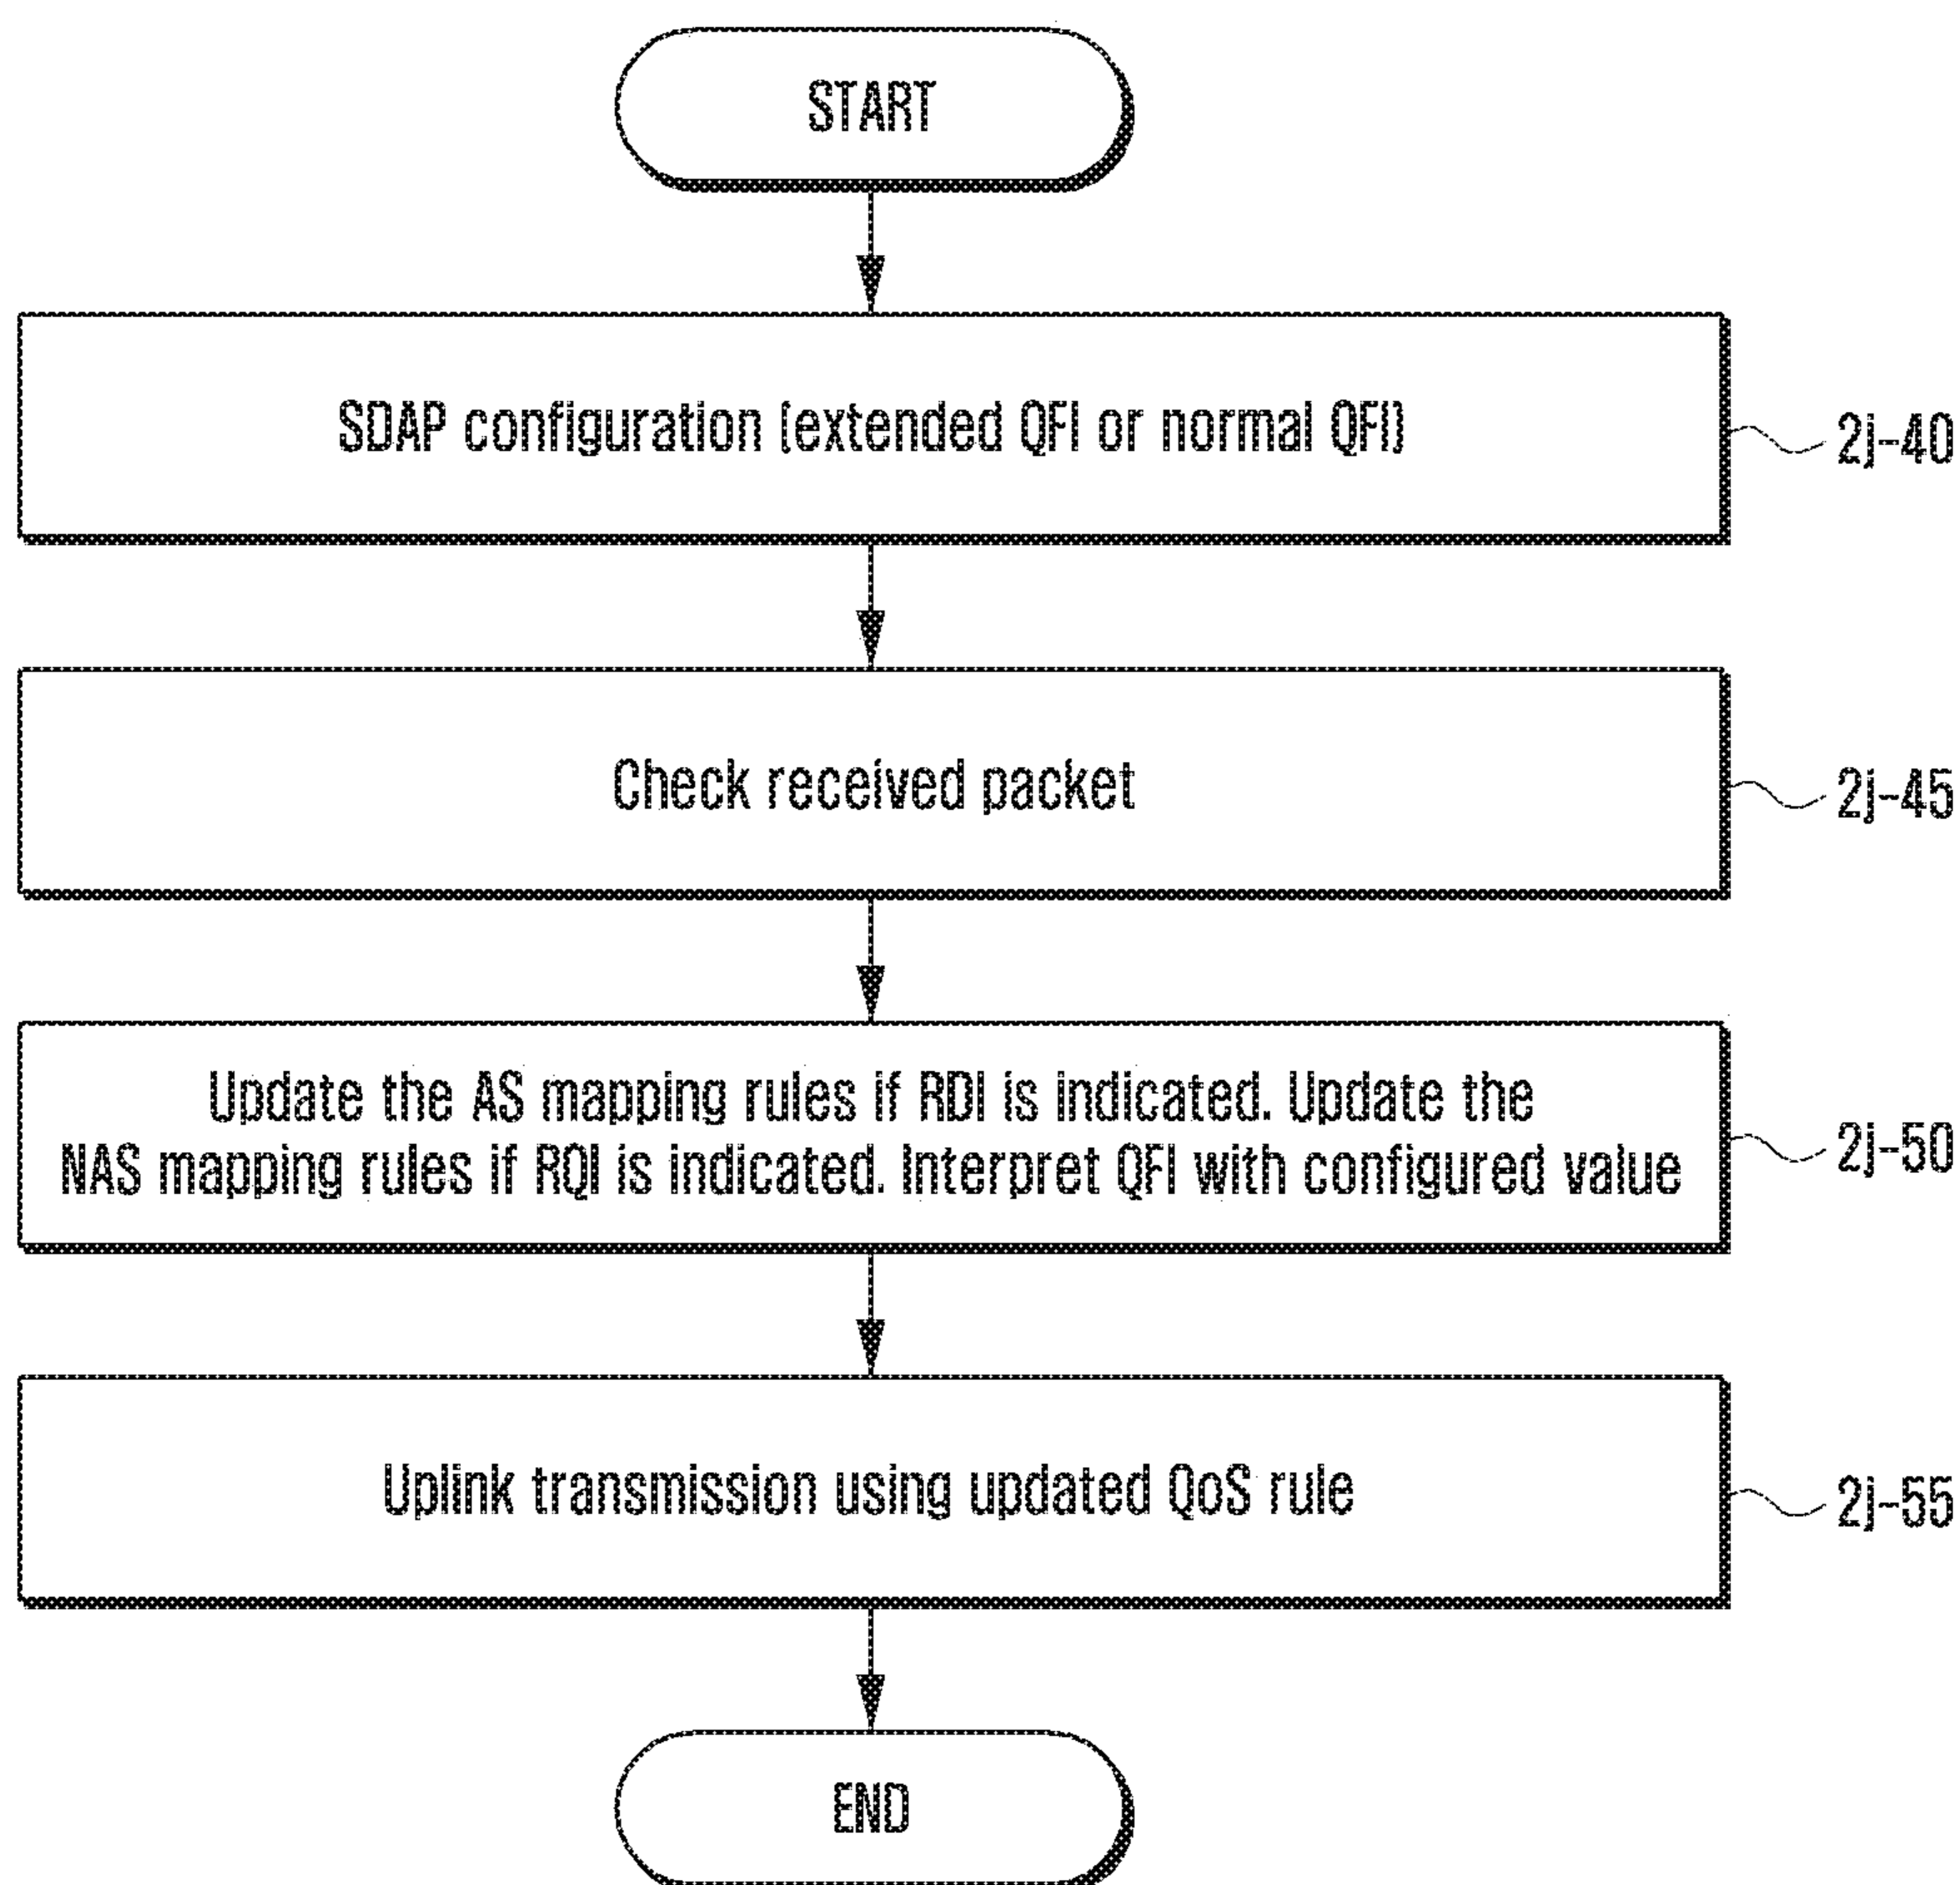 START
SDAP configuration (extended QFI or normal QFI)
2j-40
Check received packet
2j-45
Update the AS mapping rules if RDI is indicated. Update the
NAS mapping rules if RQI is indicated. Interpret QFI with configured value
2j-50
Uplink transmission using updated QoS rule
2j-55
END